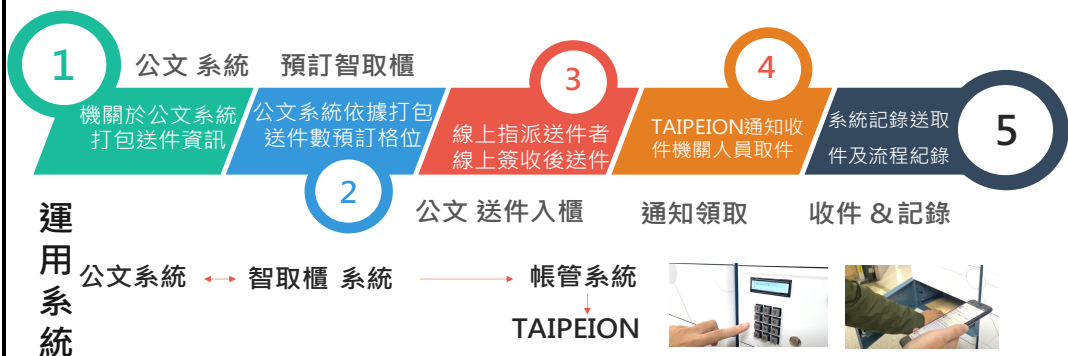 1
公文 系統
預訂智取櫃
3
4
5
機關於公文系統
打包送件資訊
公文系統依據打包
送件數預訂格位
線上指派送件者
線上簽收後送件
TAIPEION通知收
件機關人員取件
系統記錄送取
件及流程紀錄
2
公文 送件入櫃
通知領取
收件 & 記錄
運用系統
公文系統
智取櫃 系統
帳管系統
TAIPEION